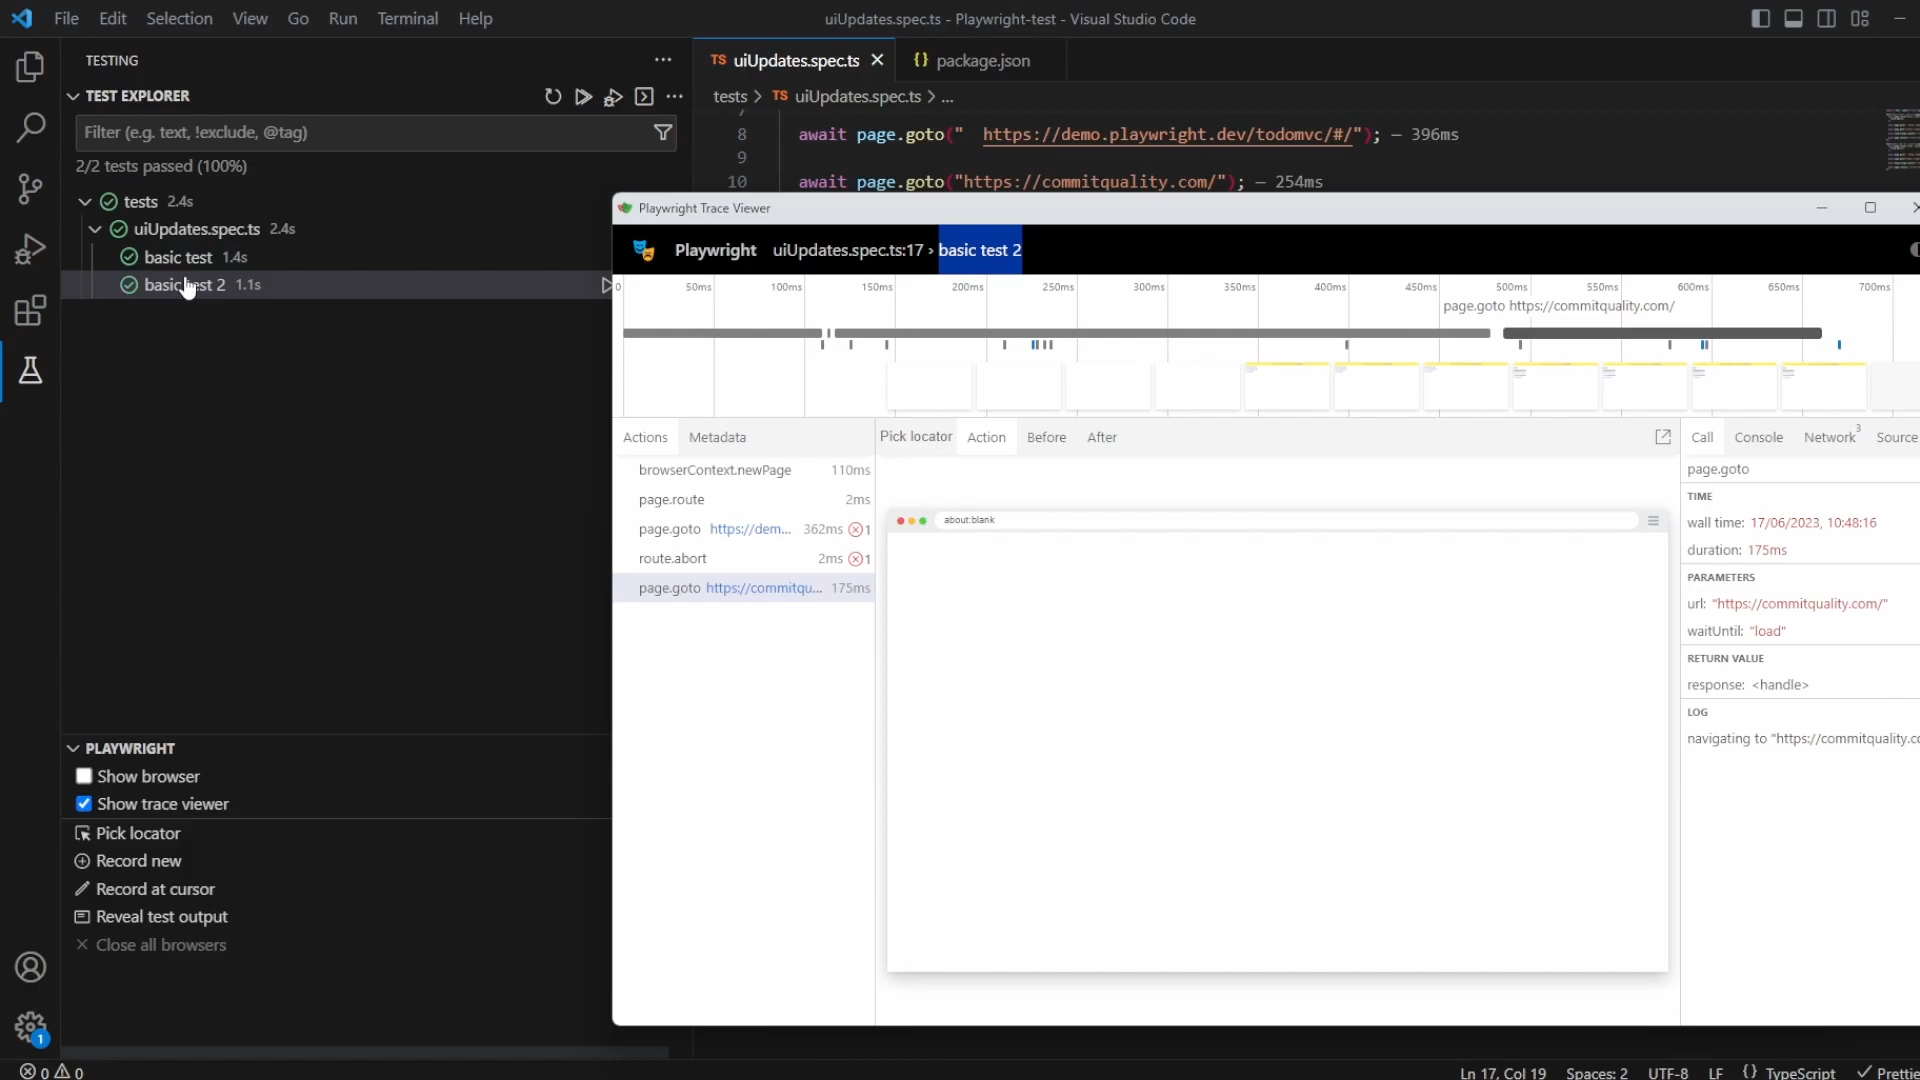 File Edit Selection View Go Run Terminal Help
uiUpdates.spec.ts - Playwright-test - Visual Studio Code
TESTING
TEST EXPLORER
Filter (e.g. text, !exclude, @tag)
2/2 tests passed (100%)
tests 2.4s
uiUpdates.spec.ts 2.4s
basic test 1.4s
basic test 2 1.1s
PLAYWRIGHT
Show browser
Show trace viewer
Pick locator
Record new
Record at cursor
Reveal test output
Close all browsers
1
TS uiUpdates.spec.ts
{} package.json
tests > TS uiUpdates.spec.ts > ...
7
8 await page.goto("  https://demo.playwright.dev/todomvc/#/"); — 396ms
9
10 await page.goto("https://commitquality.com/"); — 254ms
Playwright Trace Viewer
Playwright uiUpdates.spec.ts:17 › basic test 2
0 50ms 100ms 150ms 200ms 250ms 300ms 350ms 400ms 450ms 500ms 550ms 600ms 650ms 700ms
page.goto https://commitquality.com/
Actions Metadata
browserContext.newPage 110ms
page.route 2ms
page.goto https://dem... 362ms 1
route.abort 2ms 1
page.goto https://commitqu... 175ms
Pick locator Action Before After
about:blank
Call Console Network 3 Source
page.goto
TIME
wall time: 17/06/2023, 10:48:16
duration: 175ms
PARAMETERS
url: "https://commitquality.com/"
waitUntil: "load"
RETURN VALUE
response: <handle>
LOG
navigating to "https://commitquality.co
0 0
Ln 17, Col 19 Spaces: 2 UTF-8 LF {} TypeScript Prettie